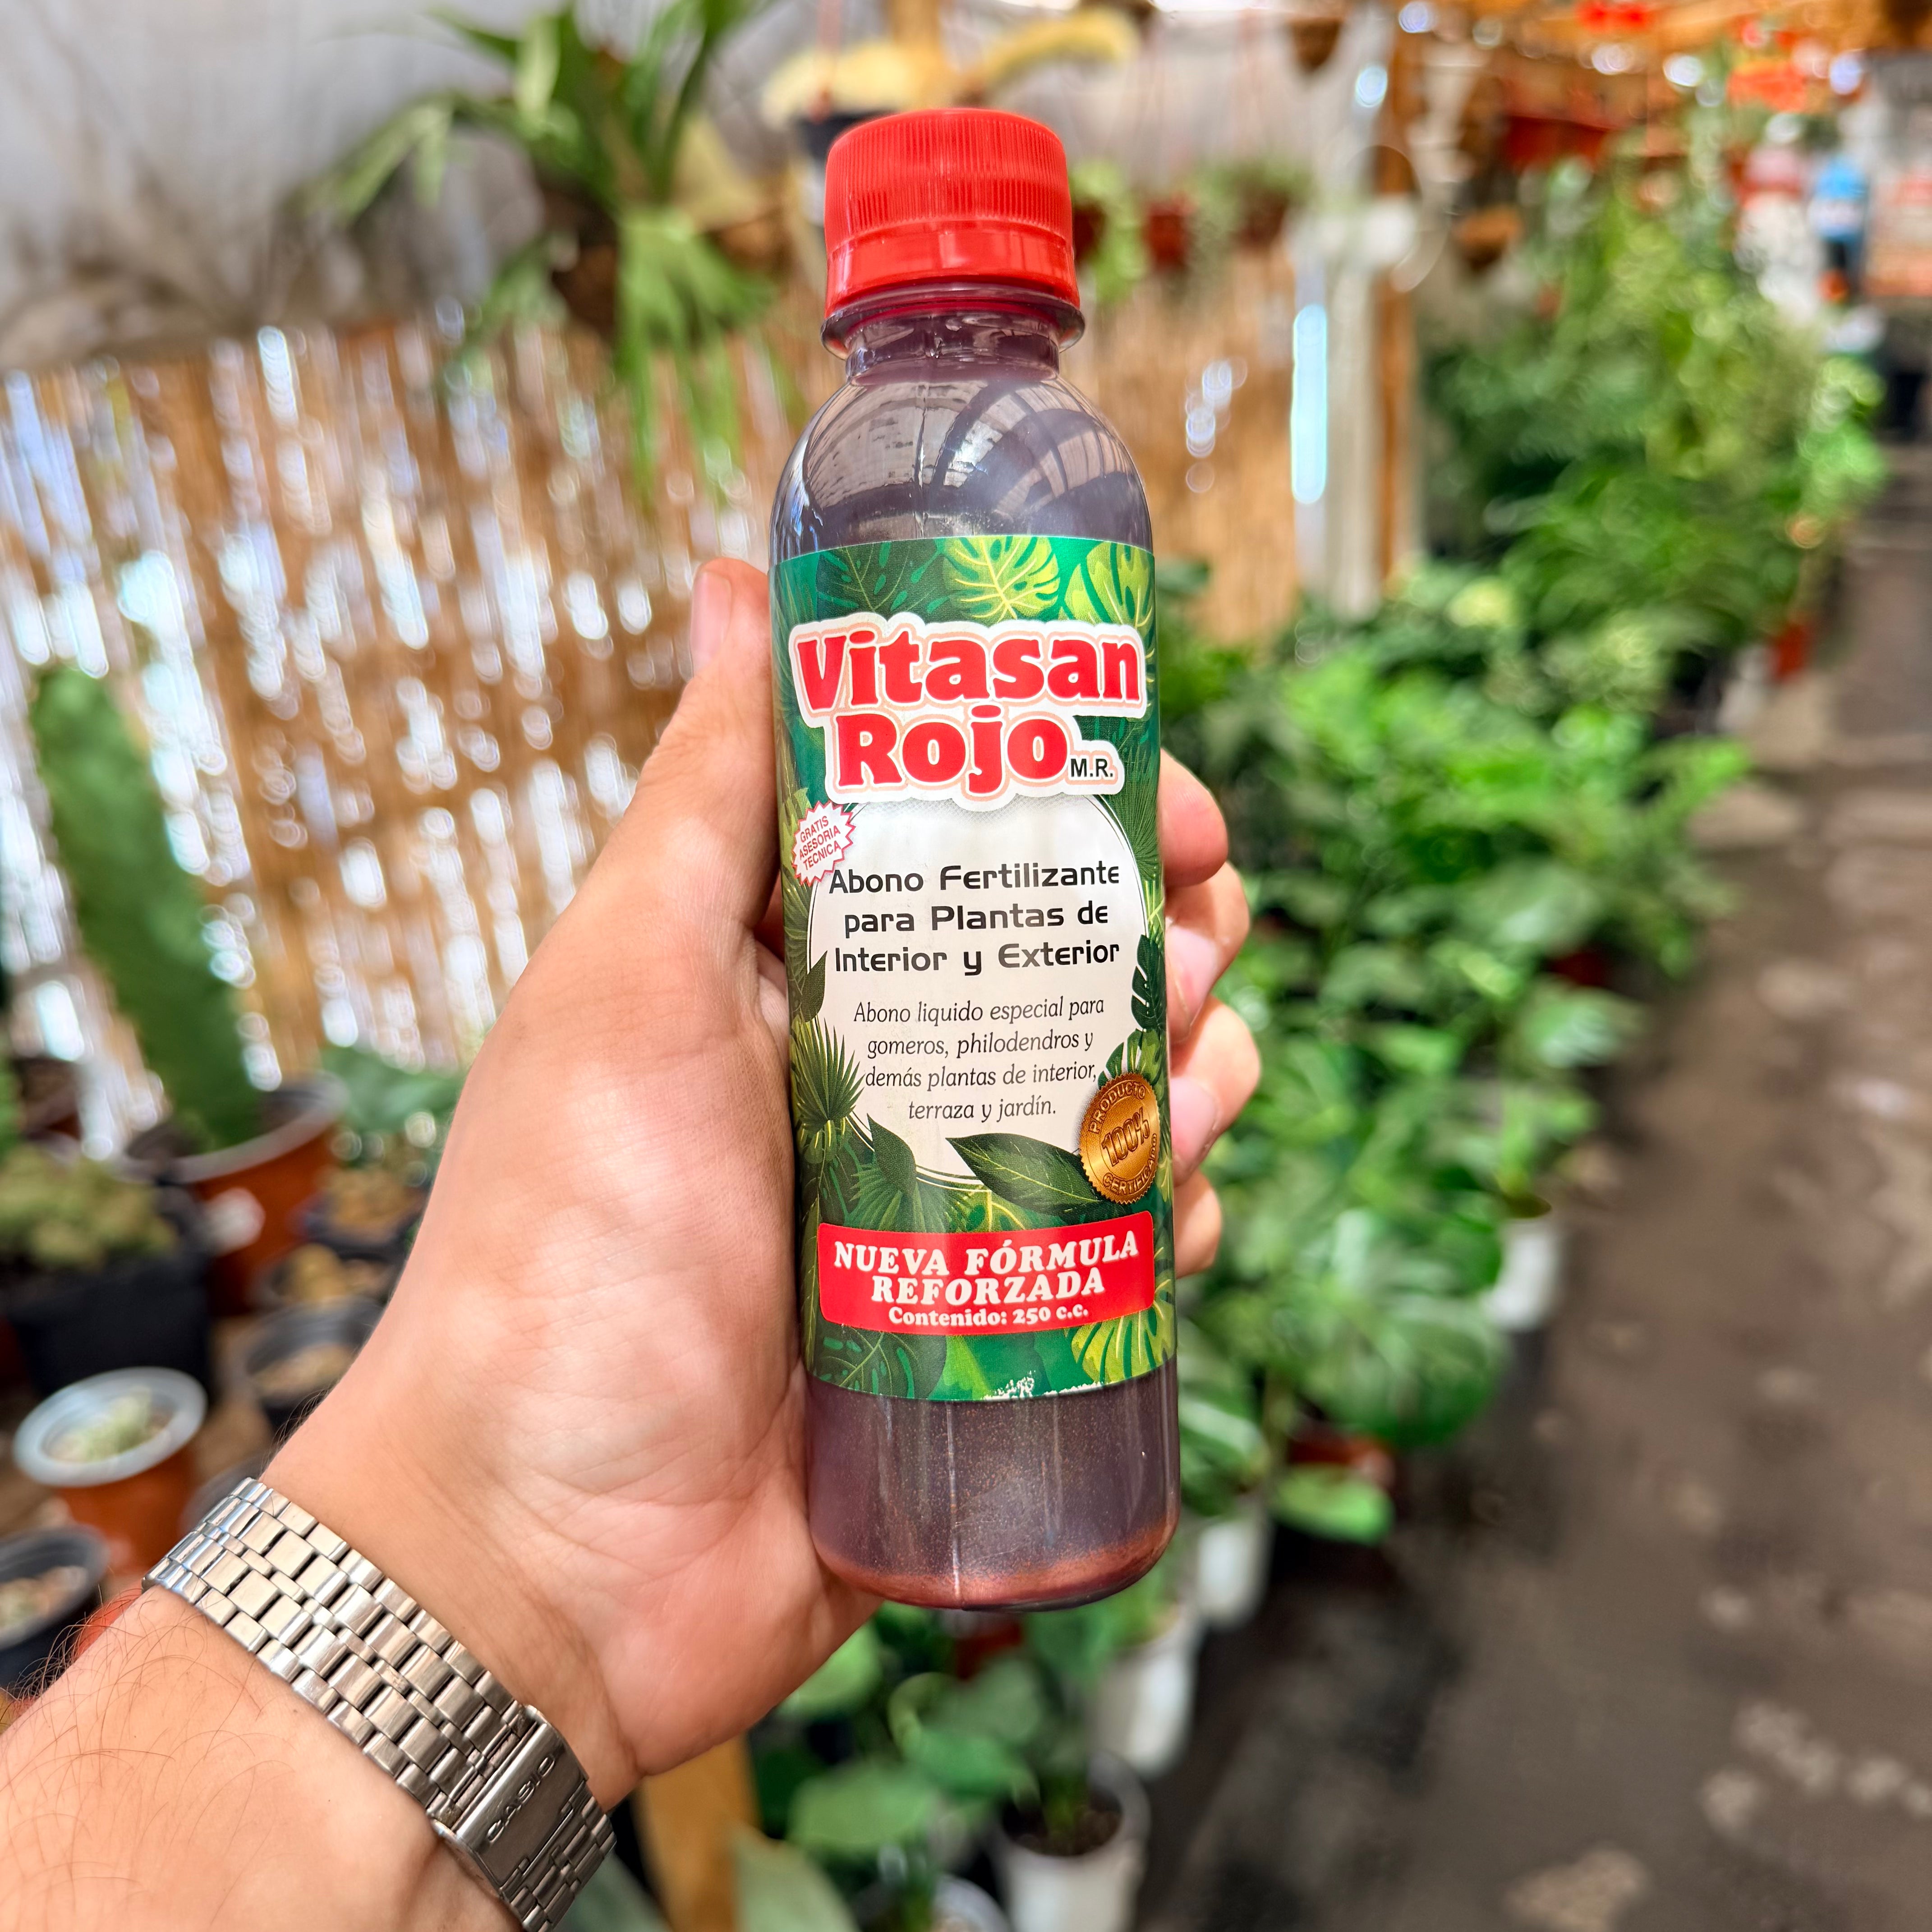 Vitasan
Rojo M.R.
GRATIS
ASESORIA
TECNICA
Abono Fertilizante
para Plantas de
Interior y Exterior
Abono liquido especial para
gomeros, philodendros y
demás plantas de interior,
terraza y jardín.
PRODUCTO
100%
CERTIFICADO
NUEVA FÓRMULA
REFORZADA
Contenido: 250 c.c.
CASIO